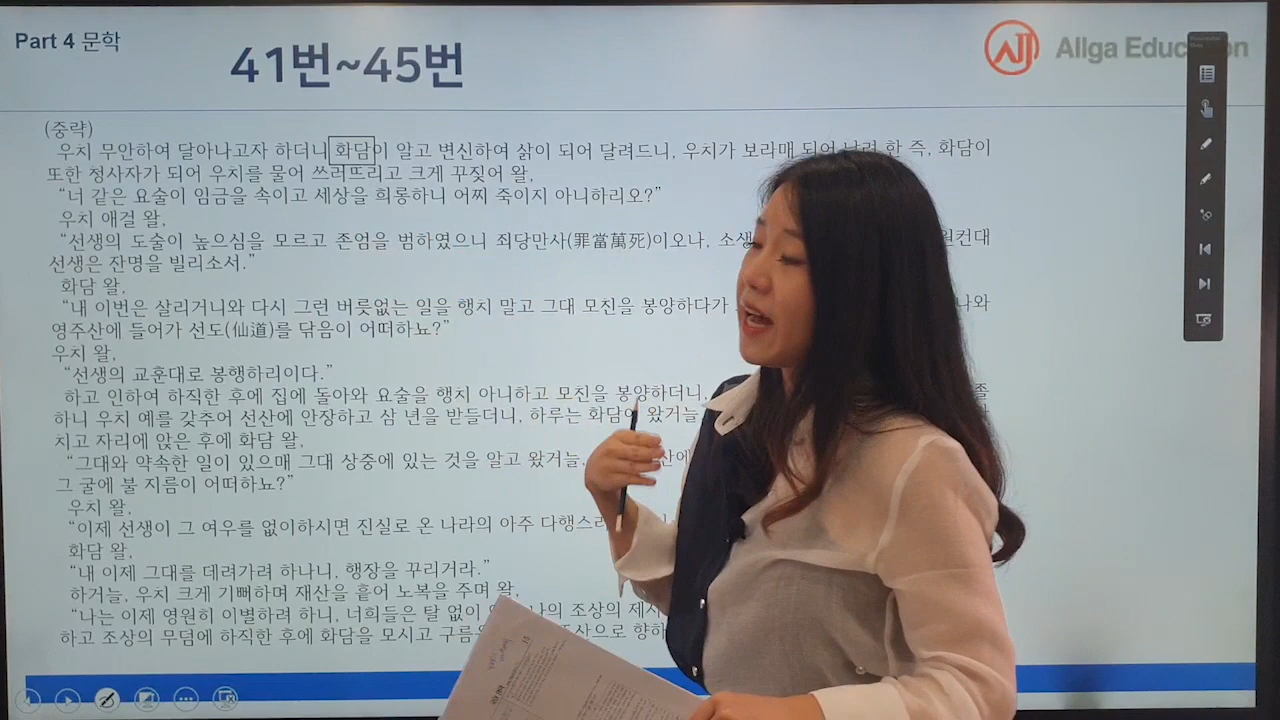 Part 4 문학
41번~45번
Allga Education
(중략)
우치 무안하여 달아나고자 하더니 화담이 알고 변신하여 삵이 되어 달려드니, 우치가 보라매 되어 날려 한 즉, 화담이
또한 청사자가 되어 우치를 물어 쓰러뜨리고 크게 꾸짖어 왈,
“너 같은 요술이 임금을 속이고 세상을 희롱하니 어찌 죽이지 아니하리오?”
우치 애걸 왈,
“선생의 도술이 높으심을 모르고 존엄을 범하였으니 죄당만사(罪當萬死)이오나, 소생 원컨대
선생은 잔명을 빌리소서.”
화담 왈,
“내 이번은 살리거니와 다시 그런 버릇없는 일을 행치 말고 그대 모친을 봉양하다가 나와
영주산에 들어가 선도(仙道)를 닦음이 어떠하뇨?”
우치 왈,
“선생의 교훈대로 봉행하리이다.”
하고 인하여 하직한 후에 집에 돌아와 요술을 행치 아니하고 모친을 봉양하더니,
하니 우치 예를 갖추어 선산에 안장하고 삼 년을 받들더니, 하루는 화담이 왔거늘
치고 자리에 앉은 후에 화담 왈,
“그대와 약속한 일이 있으매 그대 상중에 있는 것을 알고 왔거늘,
그 굴에 불 지름이 어떠하뇨?”
우치 왈,
“이제 선생이 그 여우를 없이하시면 진실로 온 나라의 아주
화담 왈,
“내 이제 그대를 데려가려 하나니, 행장을 꾸리거라.”
하거늘, 우치 크게 기뻐하며 재산을 흩어 노복을 주며 왈,
“나는 이제 영원히 이별하려 하니, 너희들은 탈 없이 나의 조상의
하고 조상의 무덤에 하직한 후에 화담을 모시고